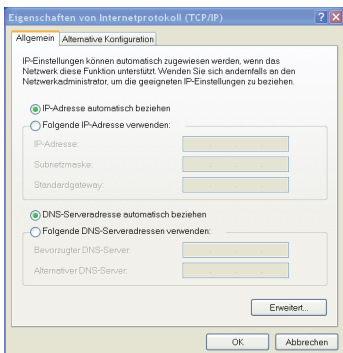 Eigenschaften von Internetprotokoll (TCP/IP)
Allgemein
Alternative Konfiguration
IP-Einstellungen können automatisch zugewiesen werden, wenn das
Netzwerk diese Funktion unterstützt. Wenden Sie sich andernfalls an den
Netzwerkadministrator, um die geeigneten IP-Einstellungen zu beziehen.
IP-Adresse automatisch beziehen
Folgende IP-Adresse verwenden:
IP-Adresse:
Subnetzmaske:
Standardgateway:
DNS-Serveradresse automatisch beziehen
Folgende DNS-Serveradressen verwenden:
Bevorzugter DNS-Server:
Alternativer DNS-Server:
Erweitert...
OK
Abbrechen